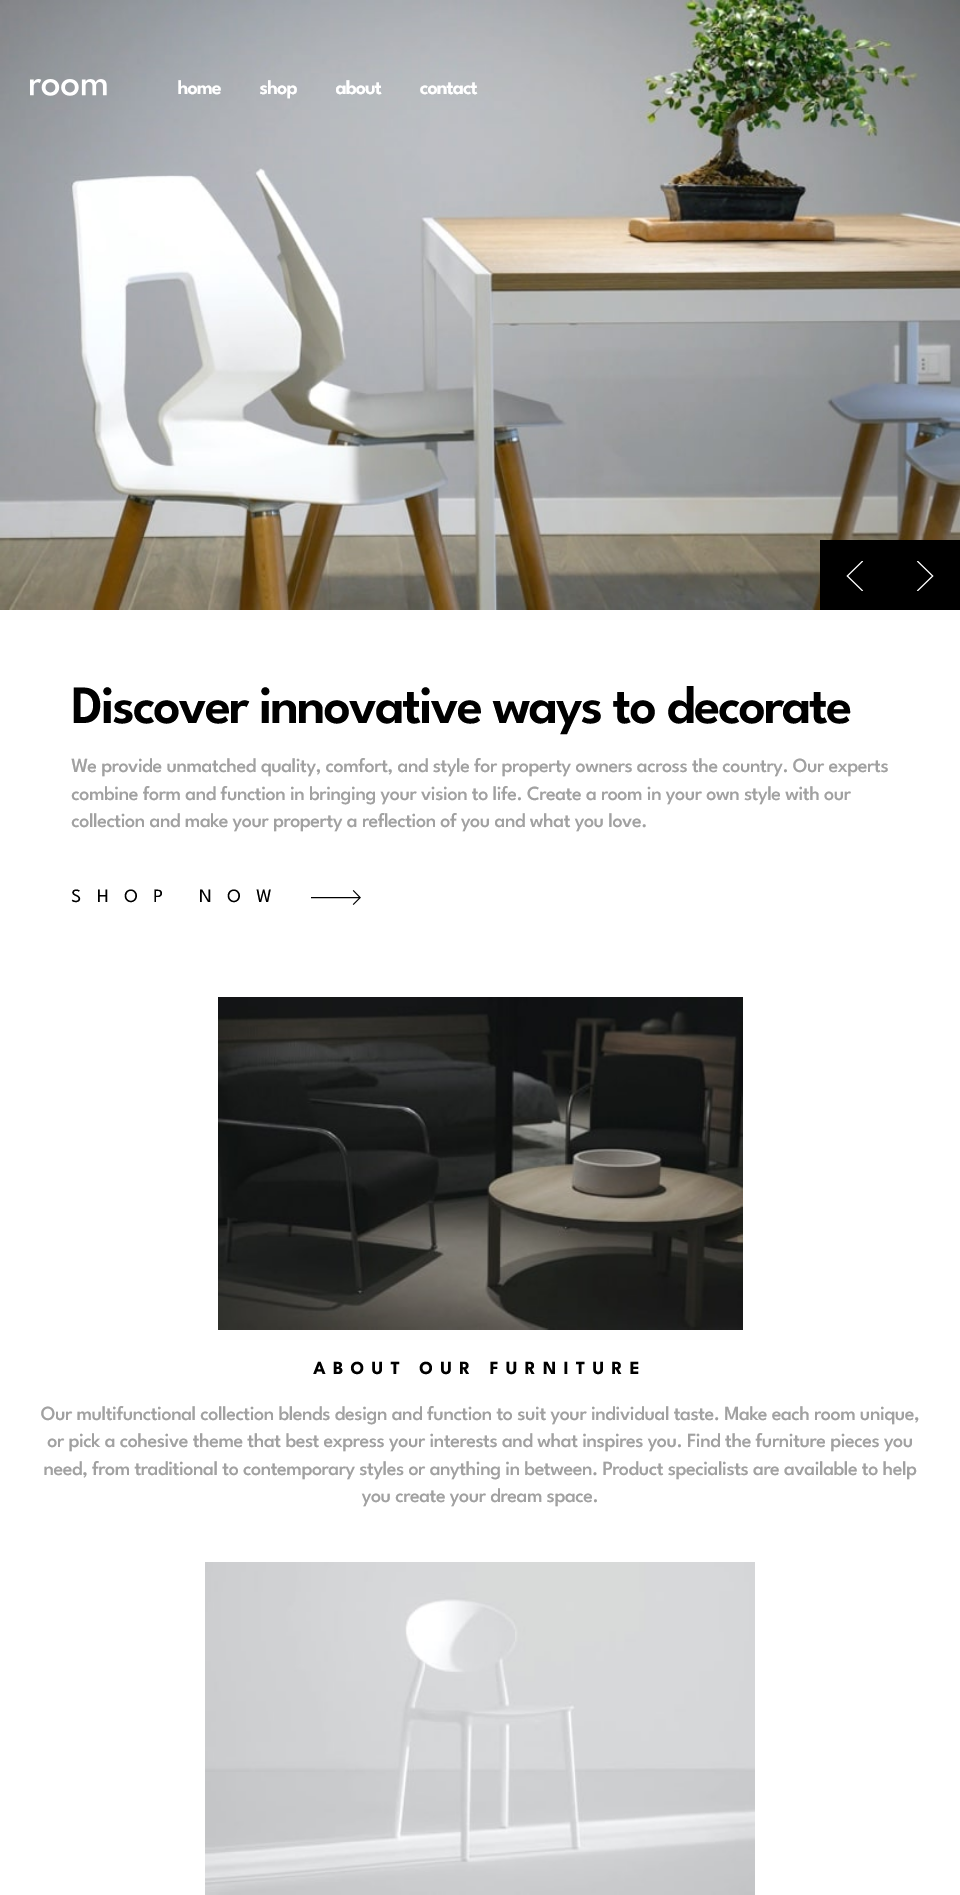 room
home shop about contact
Discover innovative ways to decorate
We provide unmatched quality, comfort, and style for property owners across the country. Our experts
combine form and function in bringing your vision to life. Create a room in your own style with our
collection and make your property a reflection of you and what you love.
SHOP NOW
ABOUT OUR FURNITURE
Our multifunctional collection blends design and function to suit your individual taste. Make each room unique,
or pick a cohesive theme that best express your interests and what inspires you. Find the furniture pieces you
need, from traditional to contemporary styles or anything in between. Product specialists are available to help
you create your dream space.